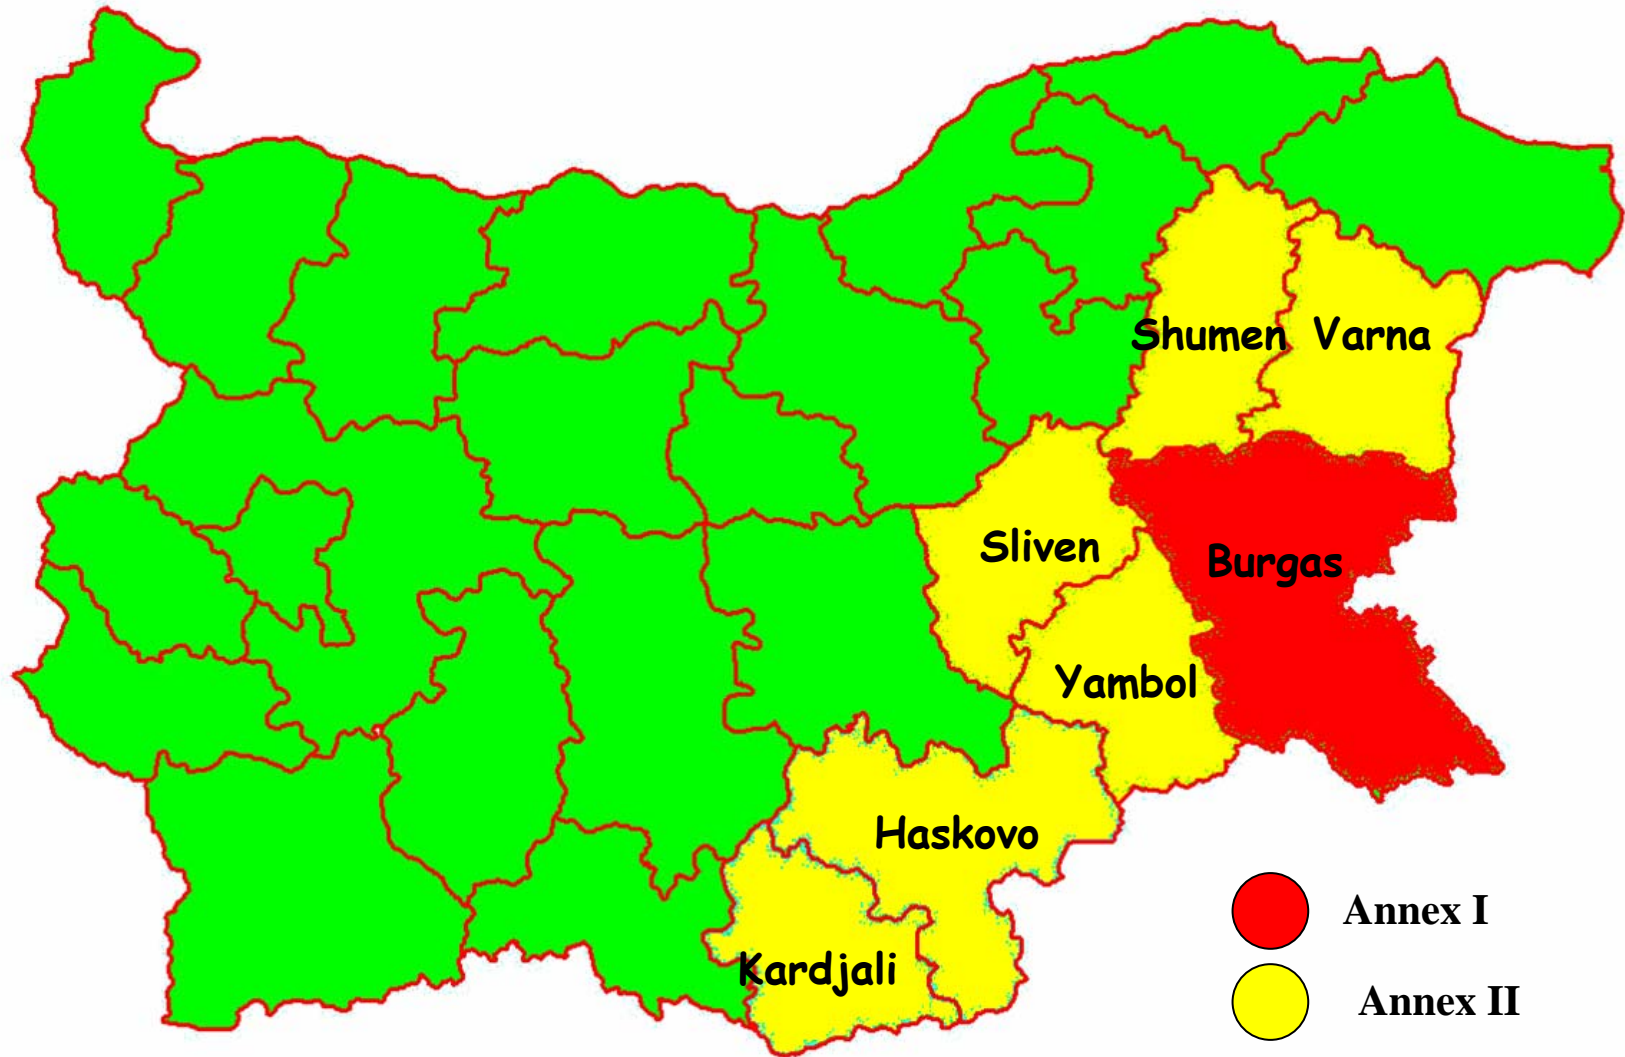 Shumen Varna
Sliven
Burgas
Yambol
Haskovo
Kardjali
Annex I
Annex II